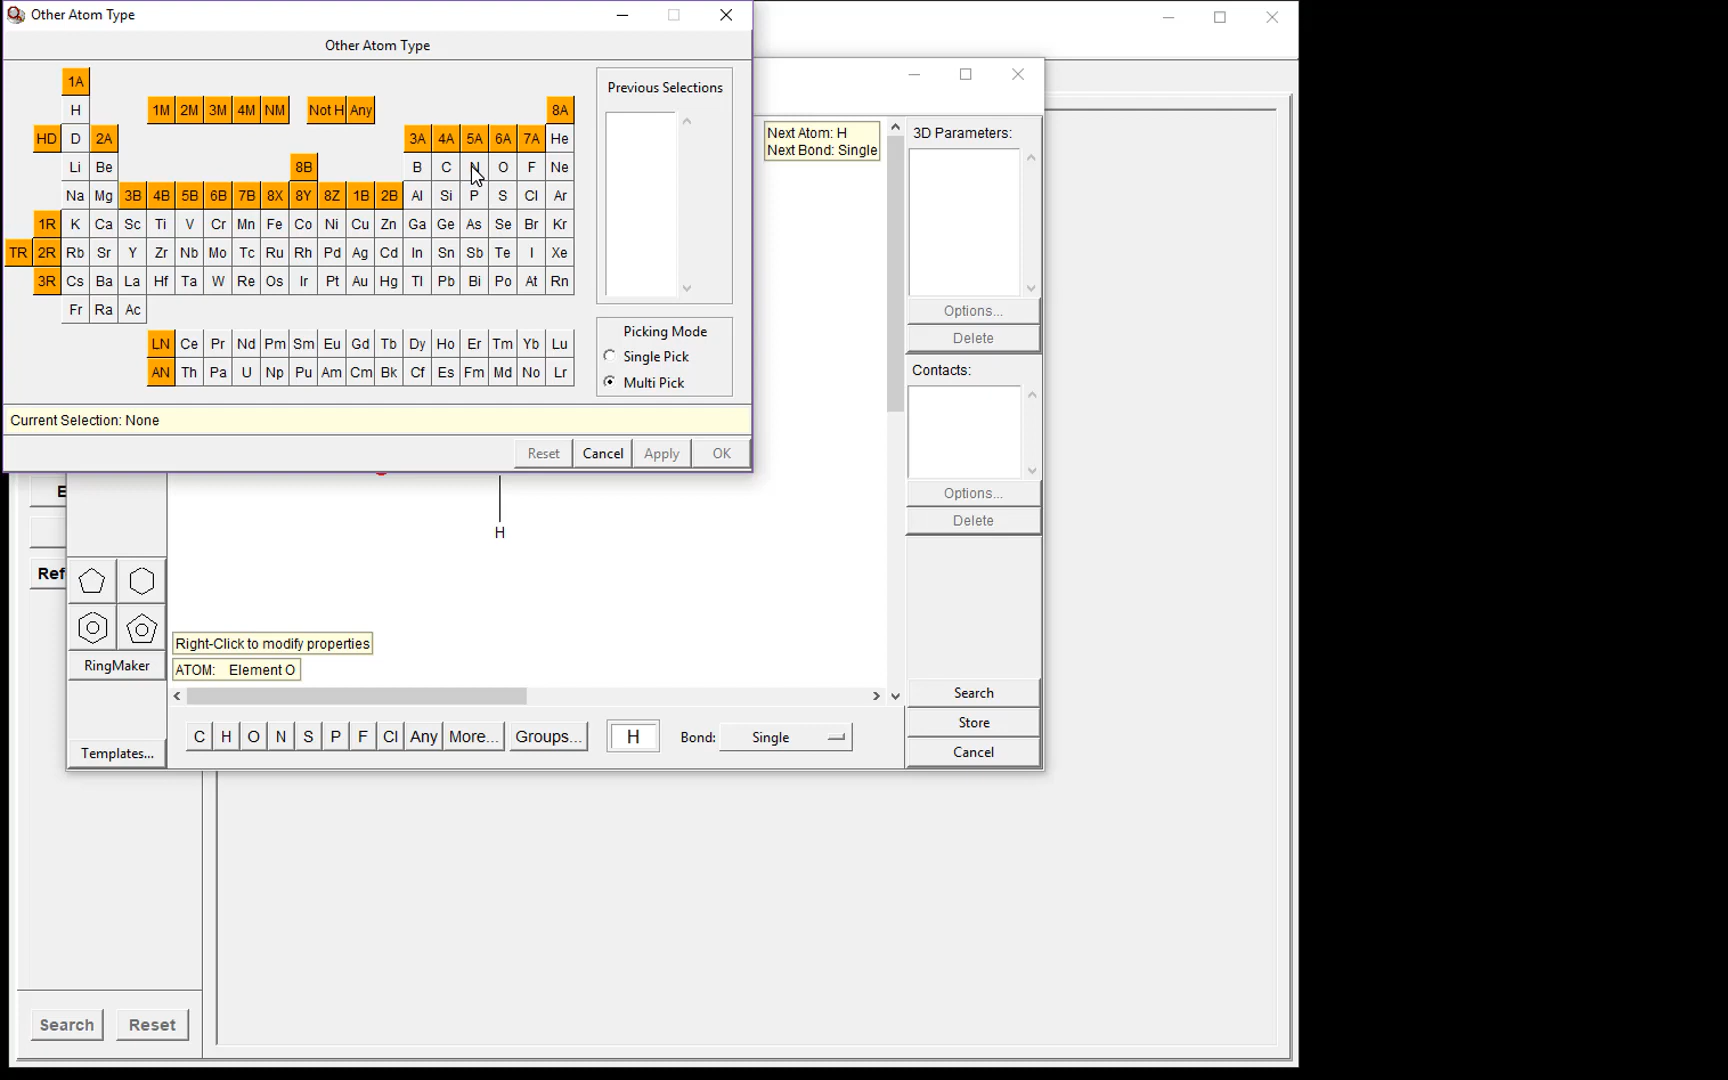 Other Atom Type
Other Atom Type
1A
H 1M 2M 3M 4M NM Not H Any 8A
HD D 2A 3A 4A 5A 6A 7A He
Li Be 8B B C N O F Ne
Na Mg 3B 4B 5B 6B 7B 8X 8Y 8Z 1B 2B Al Si P S Cl Ar
1R K Ca Sc Ti V Cr Mn Fe Co Ni Cu Zn Ga Ge As Se Br Kr
TR 2R Rb Sr Y Zr Nb Mo Tc Ru Rh Pd Ag Cd In Sn Sb Te I Xe
3R Cs Ba La Hf Ta W Re Os Ir Pt Au Hg Tl Pb Bi Po At Rn
Fr Ra Ac
LN Ce Pr Nd Pm Sm Eu Gd Tb Dy Ho Er Tm Yb Lu
AN Th Pa U Np Pu Am Cm Bk Cf Es Fm Md No Lr
Previous Selections
Picking Mode
Single Pick
Multi Pick
Current Selection: None
Reset Cancel Apply OK
Next Atom: H
Next Bond: Single
3D Parameters:
Options...
Delete
Contacts:
Options...
Delete
E
H
Ref
Right-Click to modify properties
ATOM: Element O
RingMaker
Templates...
C H O N S P F Cl Any More... Groups... H Bond: Single
Search
Store
Cancel
Search Reset